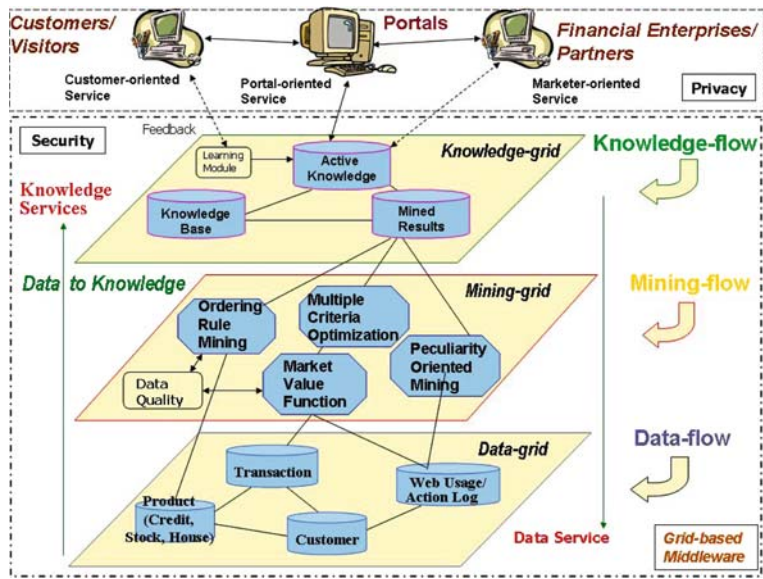 Customers/
Visitors
Portals
Financial Enterprises/
Partners
Customer-oriented
Service
Portal-oriented
Service
Marketer-oriented
Service
Privacy
Security
Feedback
Learning
Module
Active
Knowledge
Knowledge-grid
Knowledge-flow
Knowledge
Services
Knowledge
Base
Mined
Results
Data to Knowledge
Ordering
Rule
Mining
Multiple
Criteria
Optimization
Mining-grid
Mining-flow
Peculiarity
Oriented
Mining
Data
Quality
Market
Value
Function
Data-grid
Data-flow
Transaction
Web Usage/
Action Log
Product
(Credit,
Stock, House)
Customer
Data Service
Grid-based
Middleware